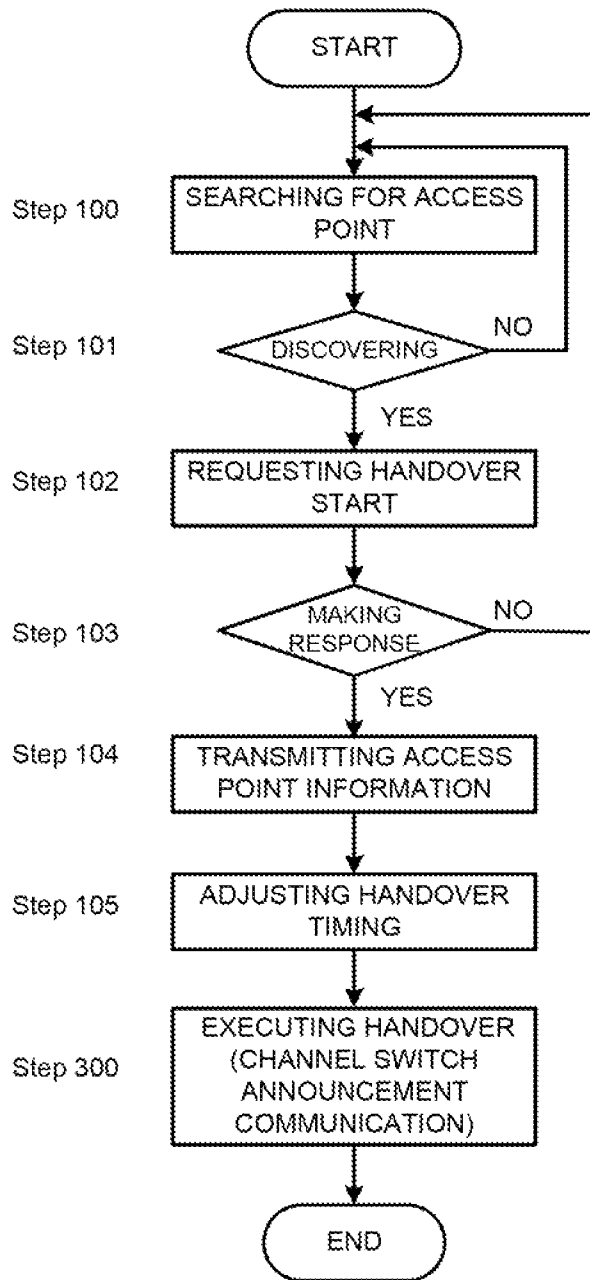 START
Step 100
SEARCHING FOR ACCESS
POINT
Step 101
DISCOVERING
NO
YES
Step 102
REQUESTING HANDOVER
START
Step 103
MAKING
RESPONSE
NO
YES
Step 104
TRANSMITTING ACCESS
POINT INFORMATION
Step 105
ADJUSTING HANDOVER
TIMING
Step 300
EXECUTING HANDOVER
(CHANNEL SWITCH
ANNOUNCEMENT
COMMUNICATION)
END